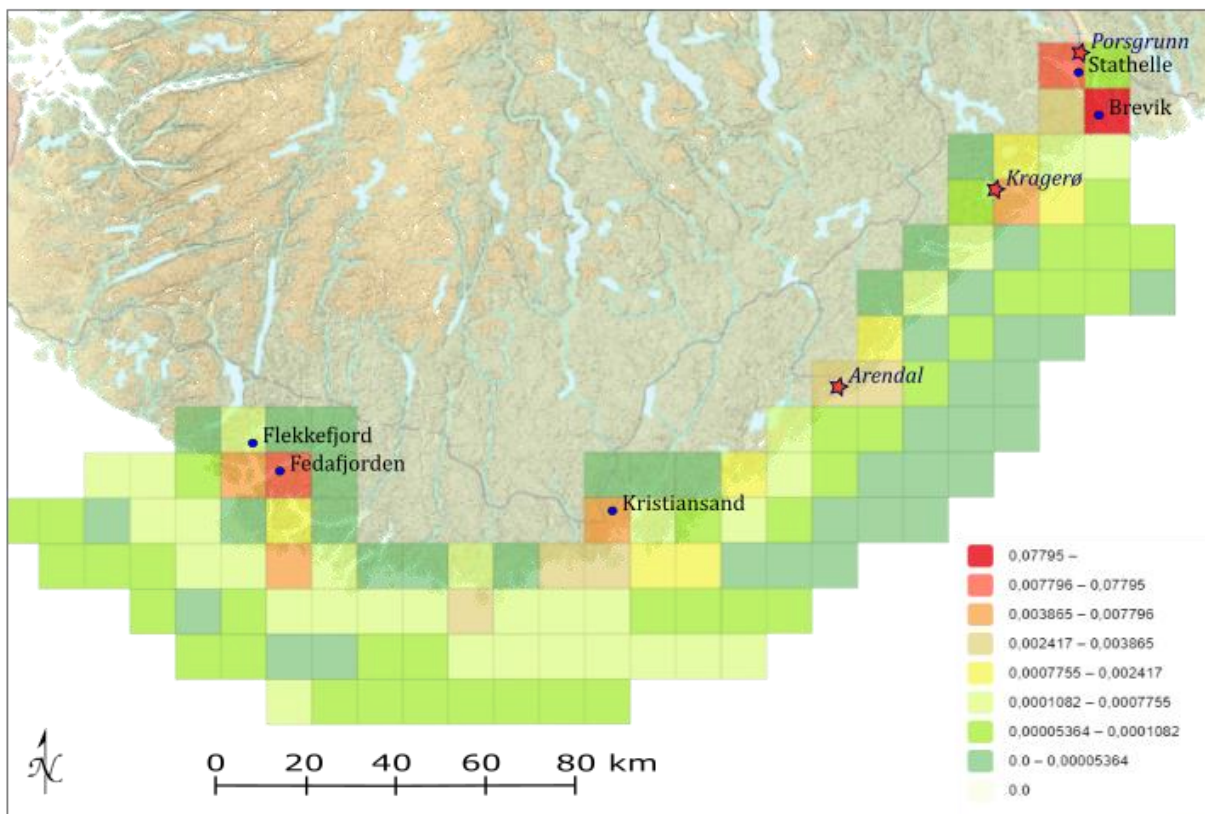 Porsgrunn
Stathelle
Brevik
Kragerø
Arendal
Flekkefjord
Fedafjorden
Kristiansand
0,07795 –
0,007796 – 0,07795
0,003865 – 0,007796
0,002417 – 0,003865
0,0007755 – 0,002417
0,0001082 – 0,0007755
0,00005364 – 0,0001082
0.0 – 0,00005364
0.0
N
0 20 40 60 80 km